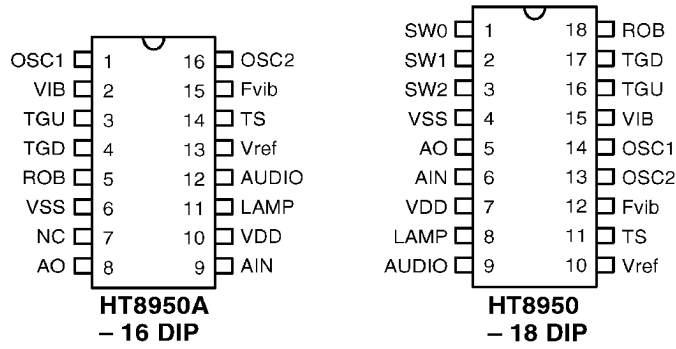 OSC1 1 16 OSC2
VIB 2 15 Fvib
TGU 3 14 TS
TGD 4 13 Vref
ROB 5 12 AUDIO
VSS 6 11 LAMP
NC 7 10 VDD
AO 8 9 AIN
HT8950A
– 16 DIP
SW0 1 18 ROB
SW1 2 17 TGD
SW2 3 16 TGU
VSS 4 15 VIB
AO 5 14 OSC1
AIN 6 13 OSC2
VDD 7 12 Fvib
LAMP 8 11 TS
AUDIO 9 10 Vref
HT8950
– 18 DIP